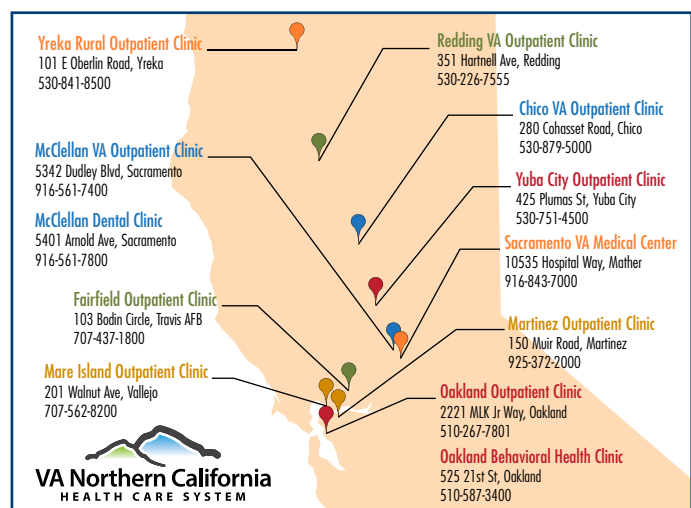 Yreka Rural Outpatient Clinic
101 E Oberlin Road, Yreka
530-841-8500
Redding VA Outpatient Clinic
351 Hartnell Ave, Redding
530-226-7555
Chico VA Outpatient Clinic
280 Cohasset Road, Chico
530-879-5000
McClellan VA Outpatient Clinic
5342 Dudley Blvd, Sacramento
916-561-7400
Yuba City Outpatient Clinic
425 Plumas St, Yuba City
530-751-4500
McClellan Dental Clinic
5401 Arnold Ave, Sacramento
916-561-7800
Sacramento VA Medical Center
10535 Hospital Way, Mather
916-843-7000
Fairfield Outpatient Clinic
103 Bodin Circle, Travis AFB
707-437-1800
Martinez Outpatient Clinic
150 Muir Road, Martinez
925-372-2000
Mare Island Outpatient Clinic
201 Walnut Ave, Vallejo
707-562-8200
Oakland Outpatient Clinic
2221 MLK Jr Way, Oakland
510-267-7801
Oakland Behavioral Health Clinic
525 21st St, Oakland
510-587-3400
VA Northern California
HEALTH CARE SYSTEM